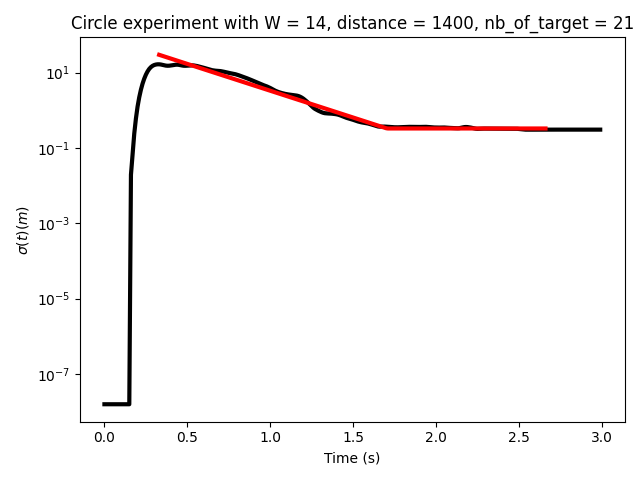 Circle experiment with W = 14, distance = 1400, nb_of_target = 21
10¹
10⁻¹
10⁻³
10⁻⁵
10⁻⁷
σ(t)(m)
0.0 0.5 1.0 1.5 2.0 2.5 3.0
Time (s)